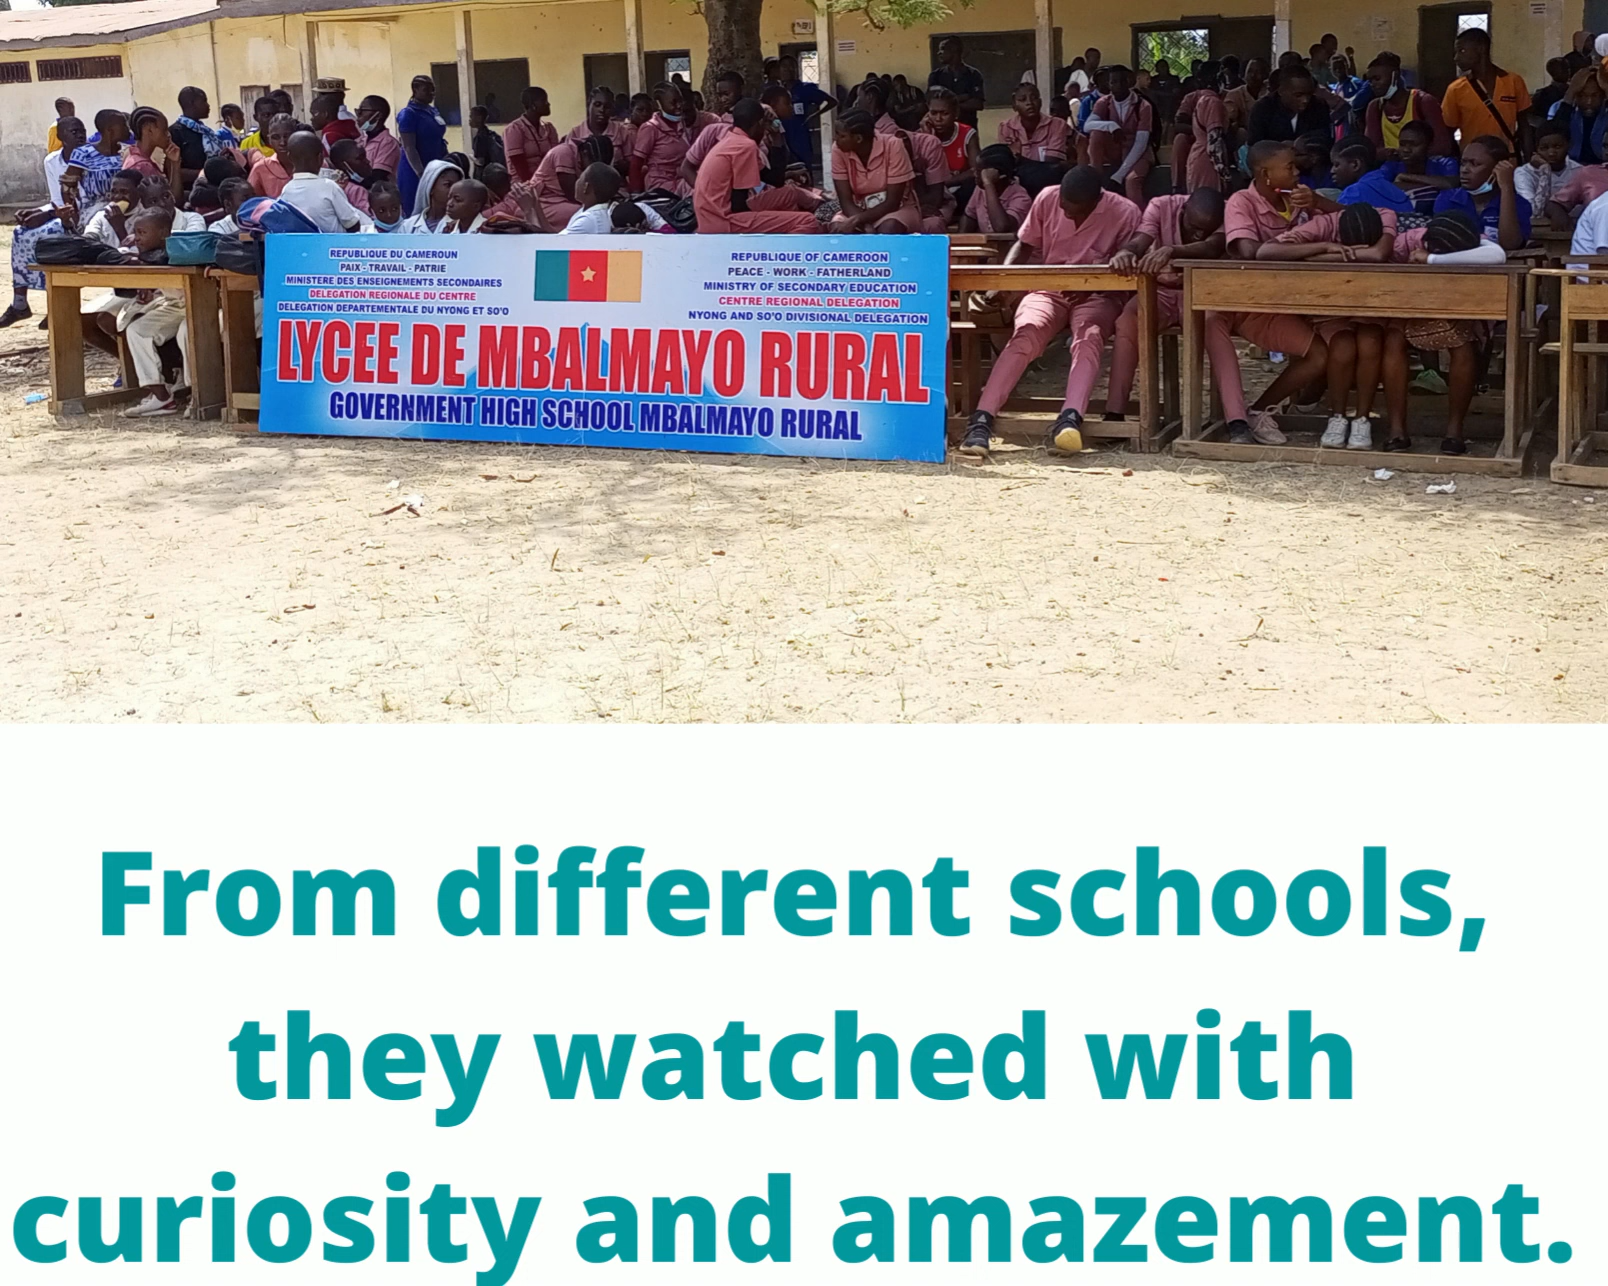 REPUBLIQUE DU CAMEROUN
PAIX - TRAVAIL - PATRIE
MINISTERE DES ENSEIGNEMENTS SECONDAIRES
DELEGATION REGIONALE DU CENTRE
DELEGATION DEPARTEMENTALE DU NYONG ET SO'O
REPUBLIC OF CAMEROON
PEACE - WORK - FATHERLAND
MINISTRY OF SECONDARY EDUCATION
CENTRE REGIONAL DELEGATION
NYONG AND SO'O DIVISIONAL DELEGATION
LYCEE DE MBALMAYO RURAL
GOVERNMENT HIGH SCHOOL MBALMAYO RURAL
From different schools,
they watched with
curiosity and amazement.